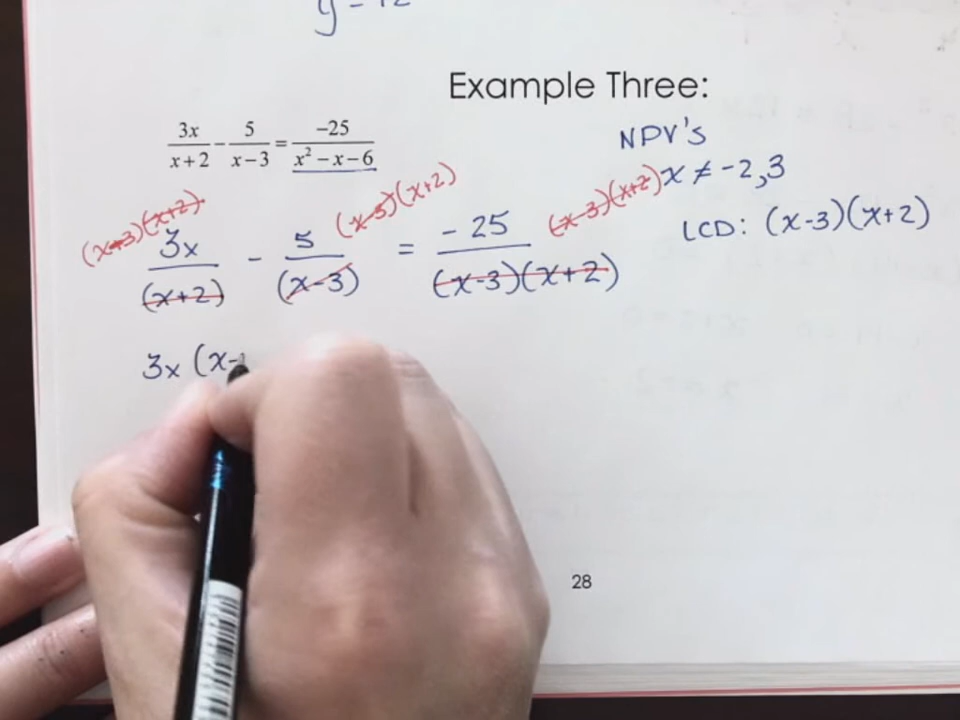 y = 12
Example Three:
3x/(x+2) - 5/(x-3) = -25/(x² - x - 6)
NPV's
x ≠ -2,3
LCD: (x-3)(x+2)
(x-3)(x+2) 3x/(x+2) - 5/(x-3) (x-3)(x+2) = -25/((x-3)(x+2)) (x-3)(x+2)
3x (x-
28